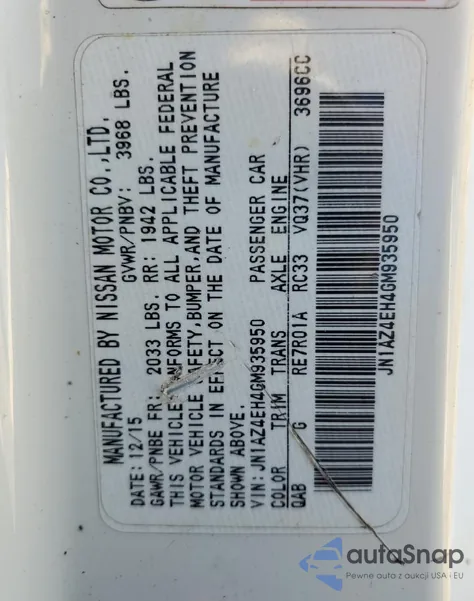 MANUFACTURED BY NISSAN MOTOR CO.,LTD.
DATE: 12/15 GVWR/PNBV: 3968 LBS.
GAWR/PNBE FR: 2033 LBS. RR: 1942 LBS.
THIS VEHICLE CONFORMS TO ALL APPLICABLE FEDERAL
MOTOR VEHICLE SAFETY,BUMPER,AND THEFT PREVENTION
STANDARDS IN EFFECT ON THE DATE OF MANUFACTURE
SHOWN ABOVE.
VIN: JN1AZ4EH4GM935950 PASSENGER CAR
COLOR TRIM TRANS AXLE ENGINE
QAB G RE7R01A RC33 VQ37(VHR) 3696CC
JN1AZ4EH4GM935950
autoSnap
Pewne auta z aukcji USA - EU